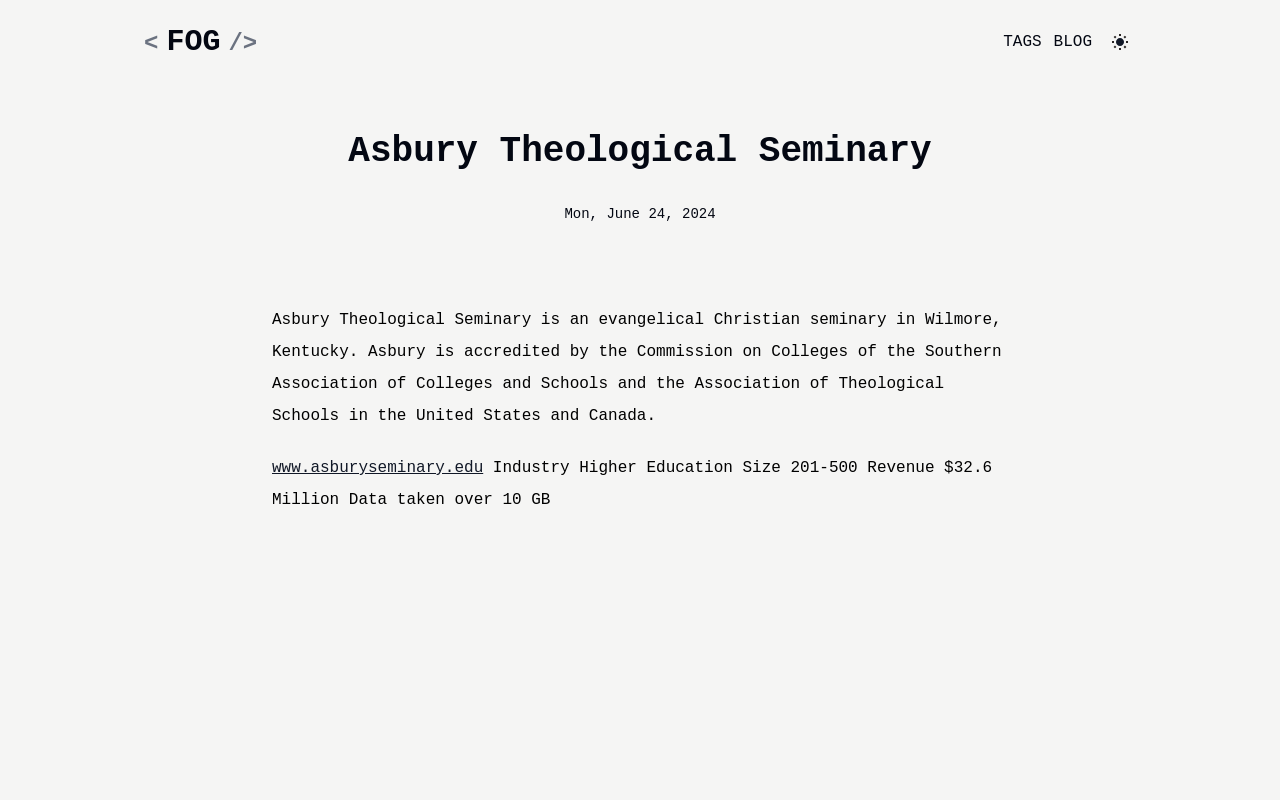 < FOG />
TAGS BLOG
Asbury Theological Seminary
Mon, June 24, 2024
Asbury Theological Seminary is an evangelical Christian seminary in Wilmore,
Kentucky. Asbury is accredited by the Commission on Colleges of the Southern
Association of Colleges and Schools and the Association of Theological
Schools in the United States and Canada.
www.asburyseminary.edu Industry Higher Education Size 201-500 Revenue $32.6
Million Data taken over 10 GB